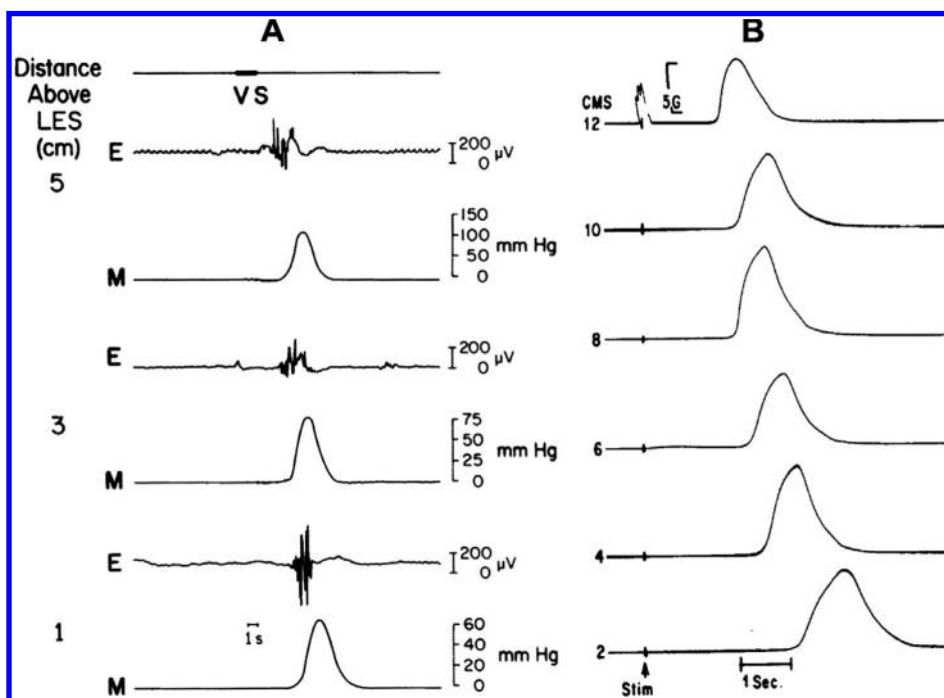 A
B
Distance
Above
LES
(cm)
VS
E
200
0 µV
5
150
100
50
0
mm Hg
M
E
200
0 µV
3
75
50
25
0
mm Hg
M
E
200
0 µV
1
1 s
60
40
20
0
mm Hg
M
CMS
5G
12
10
8
6
4
2
1 Sec.
Stim